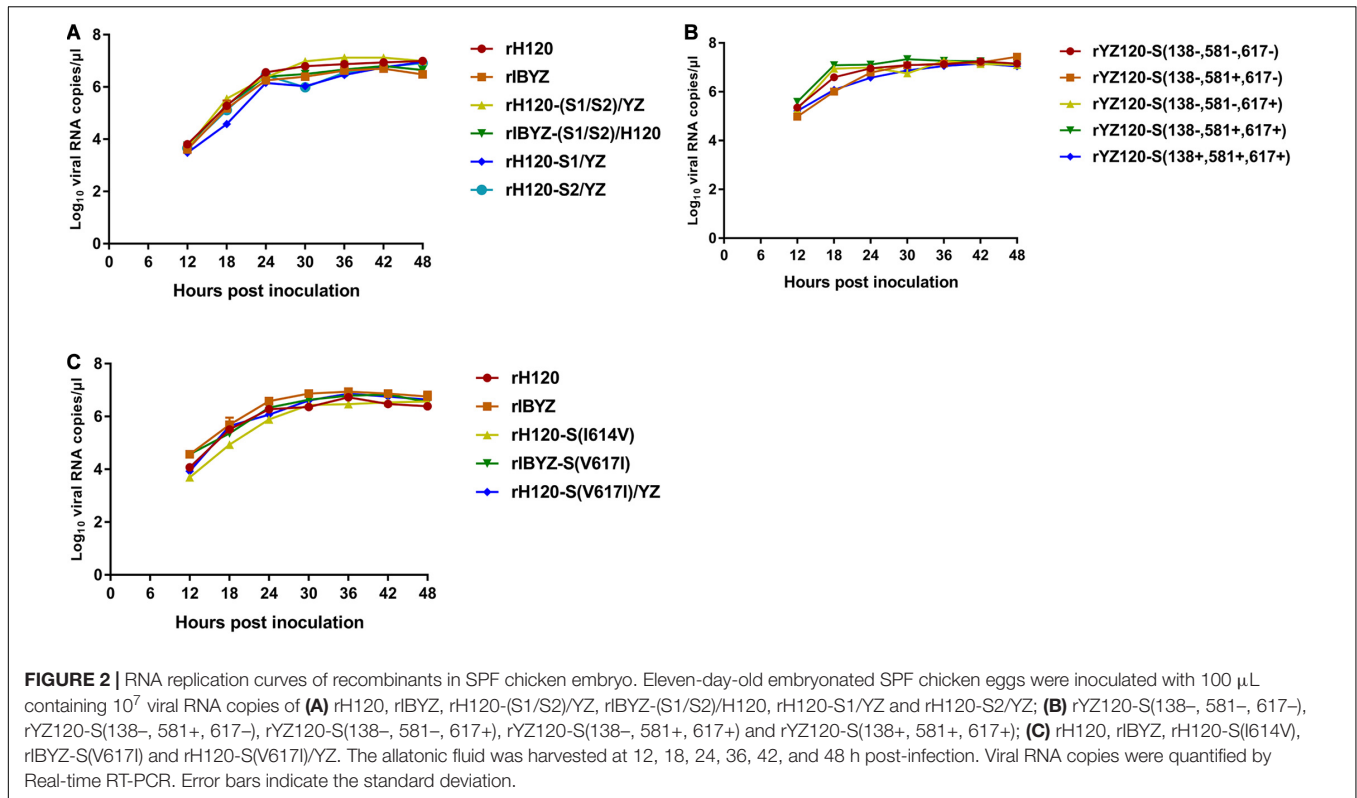 A
Log₁₀ viral RNA copies/µl
8
6
4
2
0
0 6 12 18 24 30 36 42 48
Hours post inoculation
rH120
rIBYZ
rH120-(S1/S2)/YZ
rIBYZ-(S1/S2)/H120
rH120-S1/YZ
rH120-S2/YZ
B
Log₁₀ viral RNA copies/µl
8
6
4
2
0
0 6 12 18 24 30 36 42 48
Hours post inoculation
rYZ120-S(138-,581-,617-)
rYZ120-S(138-,581+,617-)
rYZ120-S(138-,581-,617+)
rYZ120-S(138-,581+,617+)
rYZ120-S(138+,581+,617+)
C
Log₁₀ viral RNA copies/µl
8
6
4
2
0
0 6 12 18 24 30 36 42 48
Hours post inoculation
rH120
rIBYZ
rH120-S(I614V)
rIBYZ-S(V617I)
rH120-S(V617I)/YZ
FIGURE 2 | RNA replication curves of recombinants in SPF chicken embryo. Eleven-day-old embryonated SPF chicken eggs were inoculated with 100 µL
containing 10⁷ viral RNA copies of (A) rH120, rIBYZ, rH120-(S1/S2)/YZ, rIBYZ-(S1/S2)/H120, rH120-S1/YZ and rH120-S2/YZ; (B) rYZ120-S(138–, 581–, 617–),
rYZ120-S(138–, 581+, 617–), rYZ120-S(138–, 581–, 617+), rYZ120-S(138–, 581+, 617+) and rYZ120-S(138+, 581+, 617+); (C) rH120, rIBYZ, rH120-S(I614V),
rIBYZ-S(V617I) and rH120-S(V617I)/YZ. The allatonic fluid was harvested at 12, 18, 24, 36, 42, and 48 h post-infection. Viral RNA copies were quantified by
Real-time RT-PCR. Error bars indicate the standard deviation.